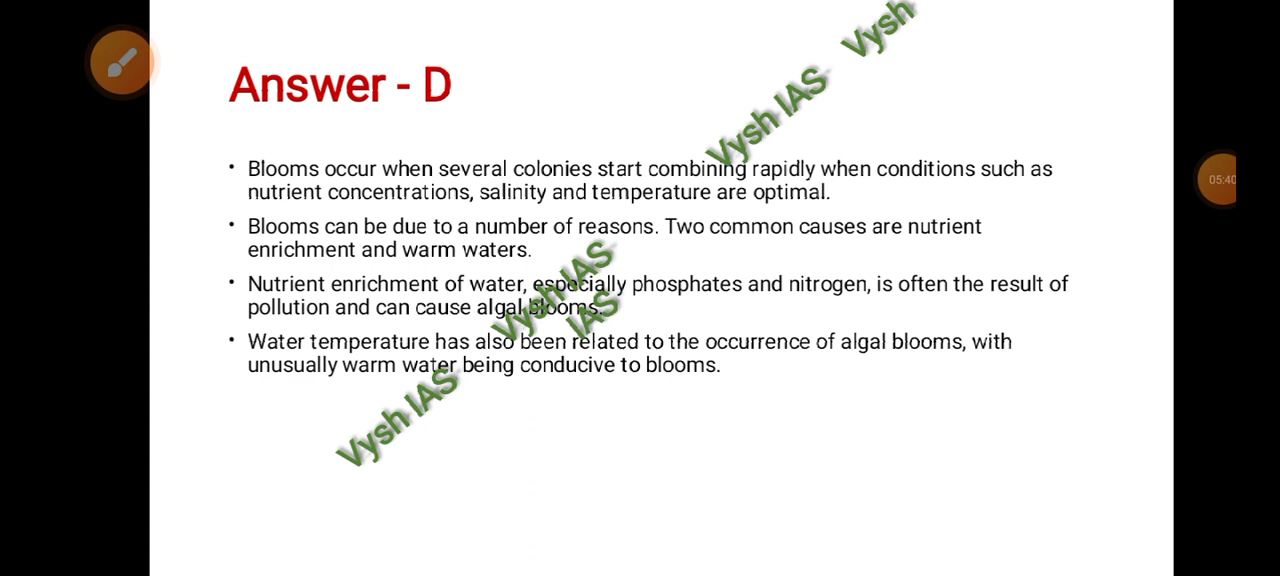 Vysh
Vysh IAS
Answer - D
• Blooms occur when several colonies start combining rapidly when conditions such as
nutrient concentrations, salinity and temperature are optimal.
05:40
• Blooms can be due to a number of reasons. Two common causes are nutrient
enrichment and warm waters.
• Nutrient enrichment of water, especially phosphates and nitrogen, is often the result of
pollution and can cause algal blooms.
Vysh IAS
IAS
• Water temperature has also been related to the occurrence of algal blooms, with
unusually warm water being conducive to blooms.
Vysh IAS